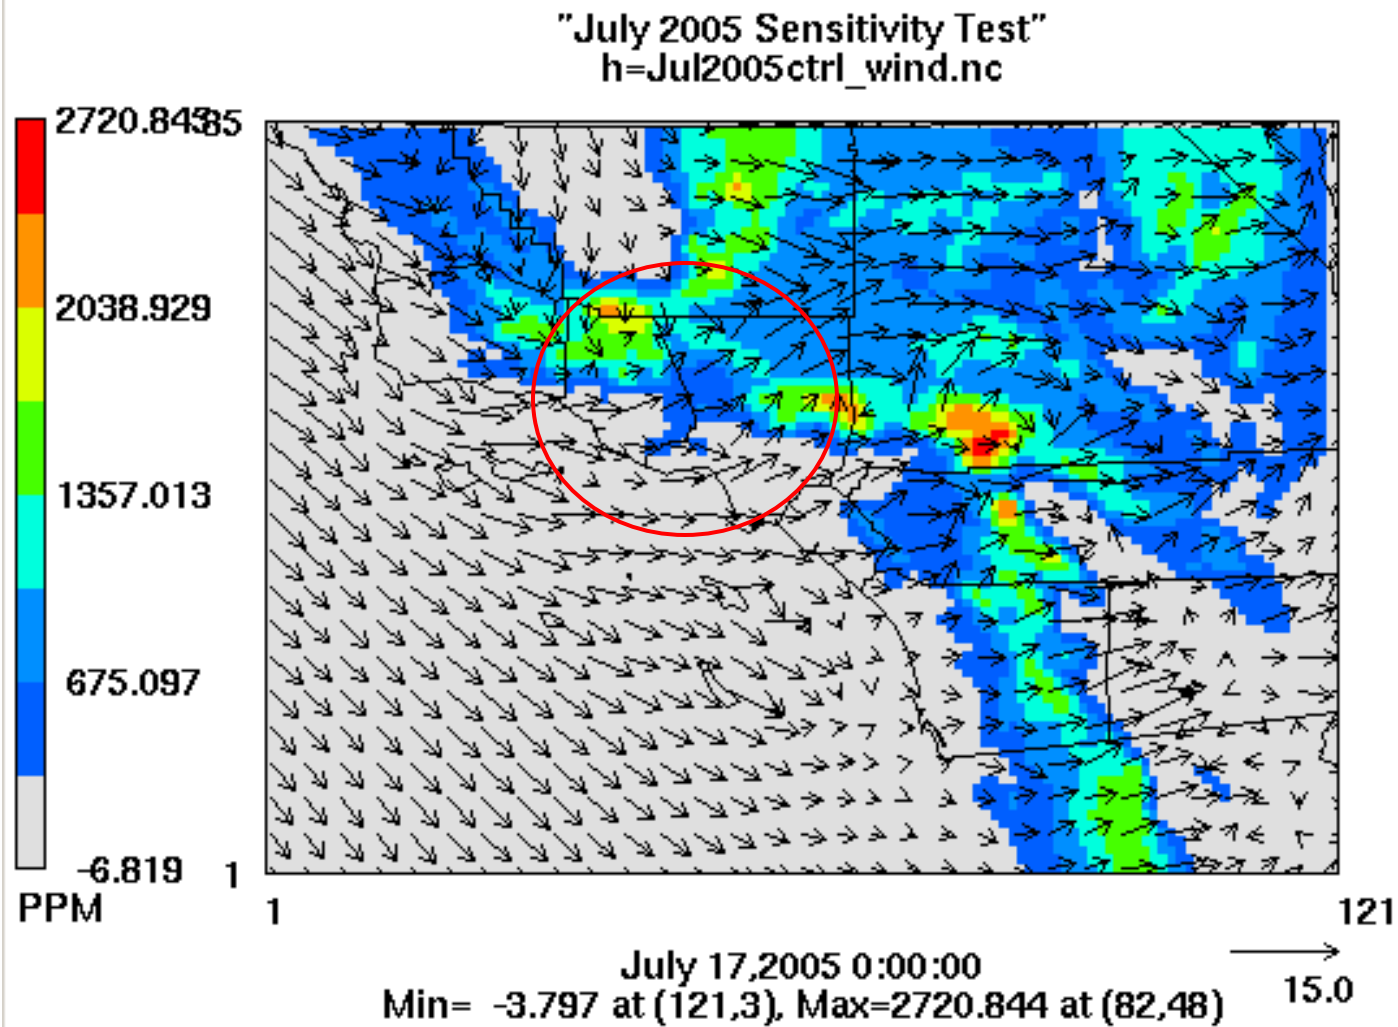 "July 2005 Sensitivity Test"
h=Jul2005ctrl_wind.nc
2720.843
85
2038.929
1357.013
675.097
-6.819
1
PPM
1
121
July 17,2005 0:00:00
15.0
Min= -3.797 at (121,3), Max=2720.844 at (82,48)